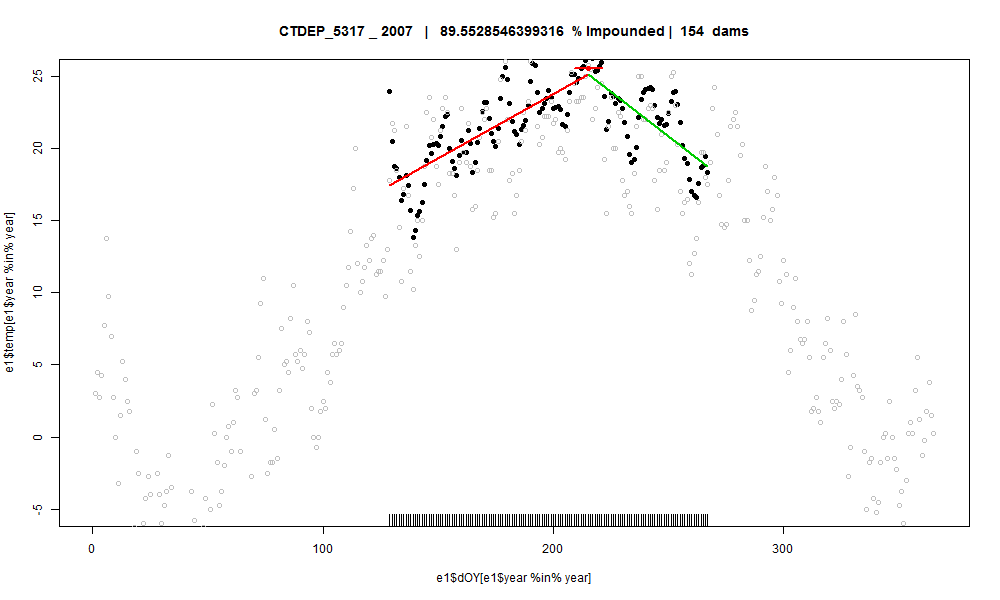 CTDEP_5317 _ 2007 | 89.5528546399316 % Impounded | 154 dams
25
20
15
10
5
0
-5
e1$temp[e1$year %in% year]
0 100 200 300
e1$dOY[e1$year %in% year]